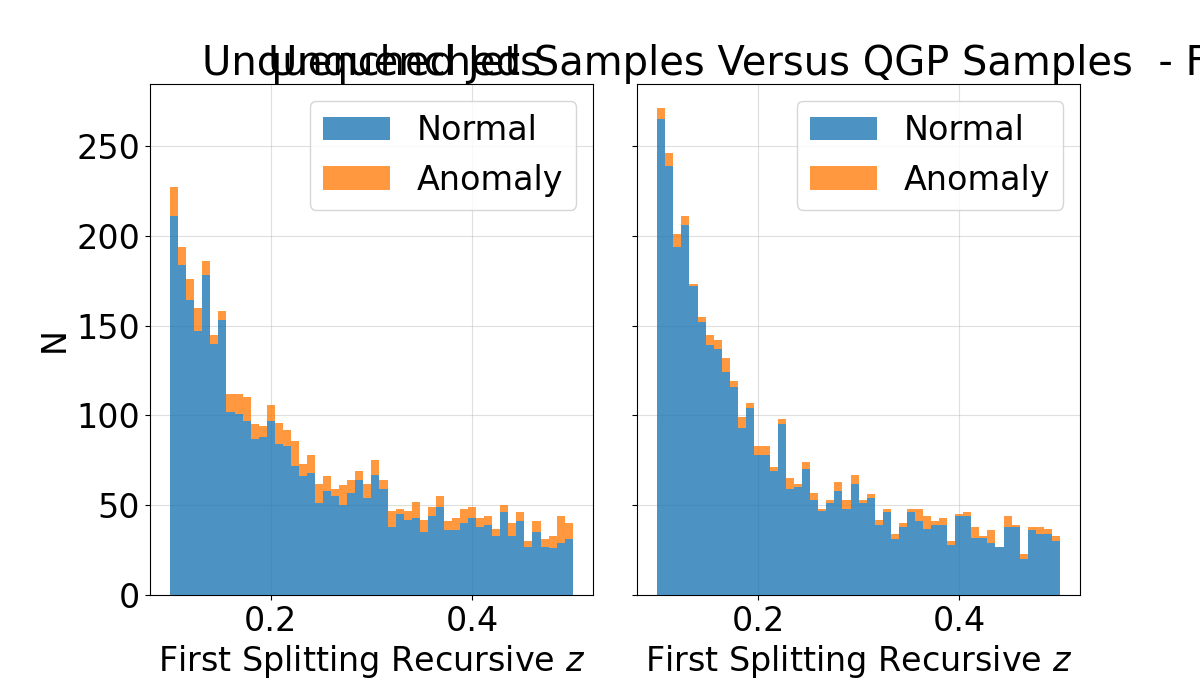 Samples Versus QGP Samples - F
Normal
Anomaly
Normal
Anomaly
N
250
200
150
100
50
0
0.2
0.4
0.2
0.4
First Splitting Recursive z
First Splitting Recursive z